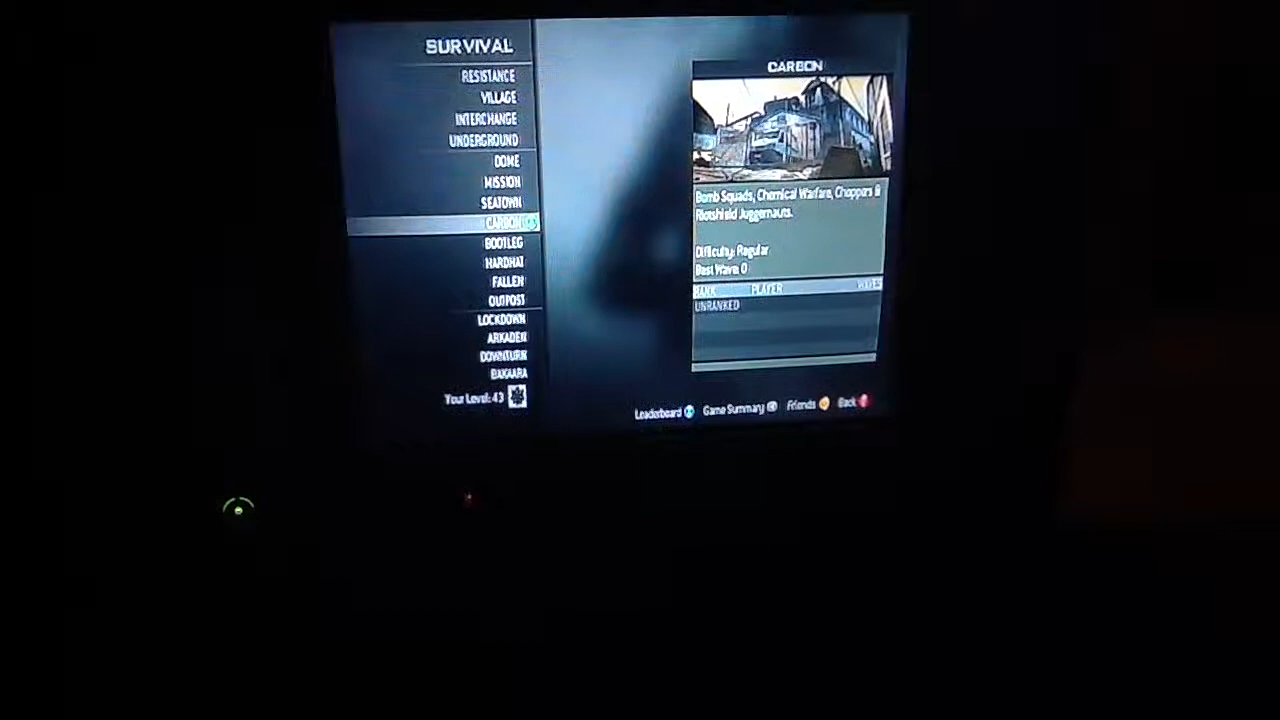 SURVIVAL
RESISTANCE
VILLAGE
INTERCHANGE
UNDERGROUND
DOME
MISSION
SEATOWN
CARBON
BOOTLEG
HARDHAT
FALLEN
OUTPOST
LOCKDOWN
ARKADEN
DOWNTURN
BAKAARA
Your Level: 43
CARBON
Bomb Squads, Chemical Warfare, Choppers &
Riotshield Juggernauts.
Difficulty: Regular
Best Wave: 0
RANK PLAYER WAVES
UNRANKED
Leaderboard Game Summary Friends Back